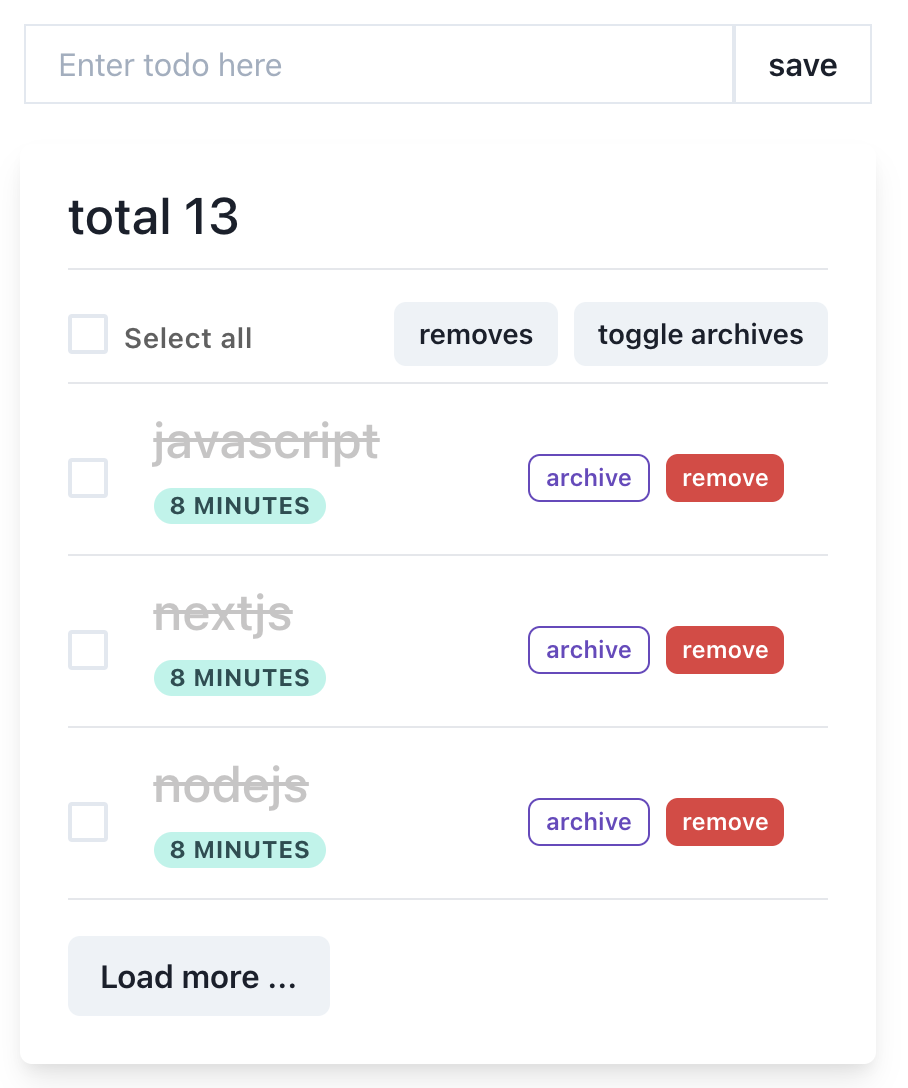 Enter todo here
save
total 13
Select all
removes
toggle archives
javascript
8 MINUTES
archive
remove
nextjs
8 MINUTES
archive
remove
nodejs
8 MINUTES
archive
remove
Load more ...